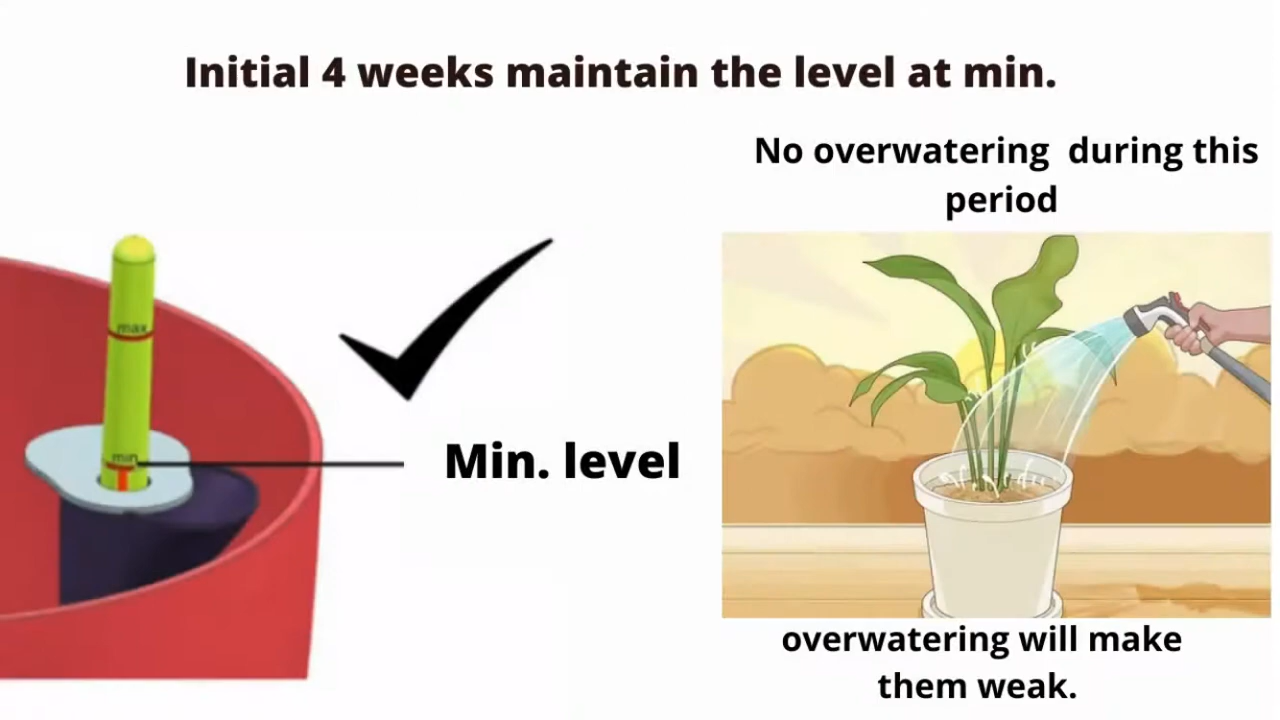 Initial 4 weeks maintain the level at min.
No overwatering during this
period
max
min
Min. level
overwatering will make
them weak.